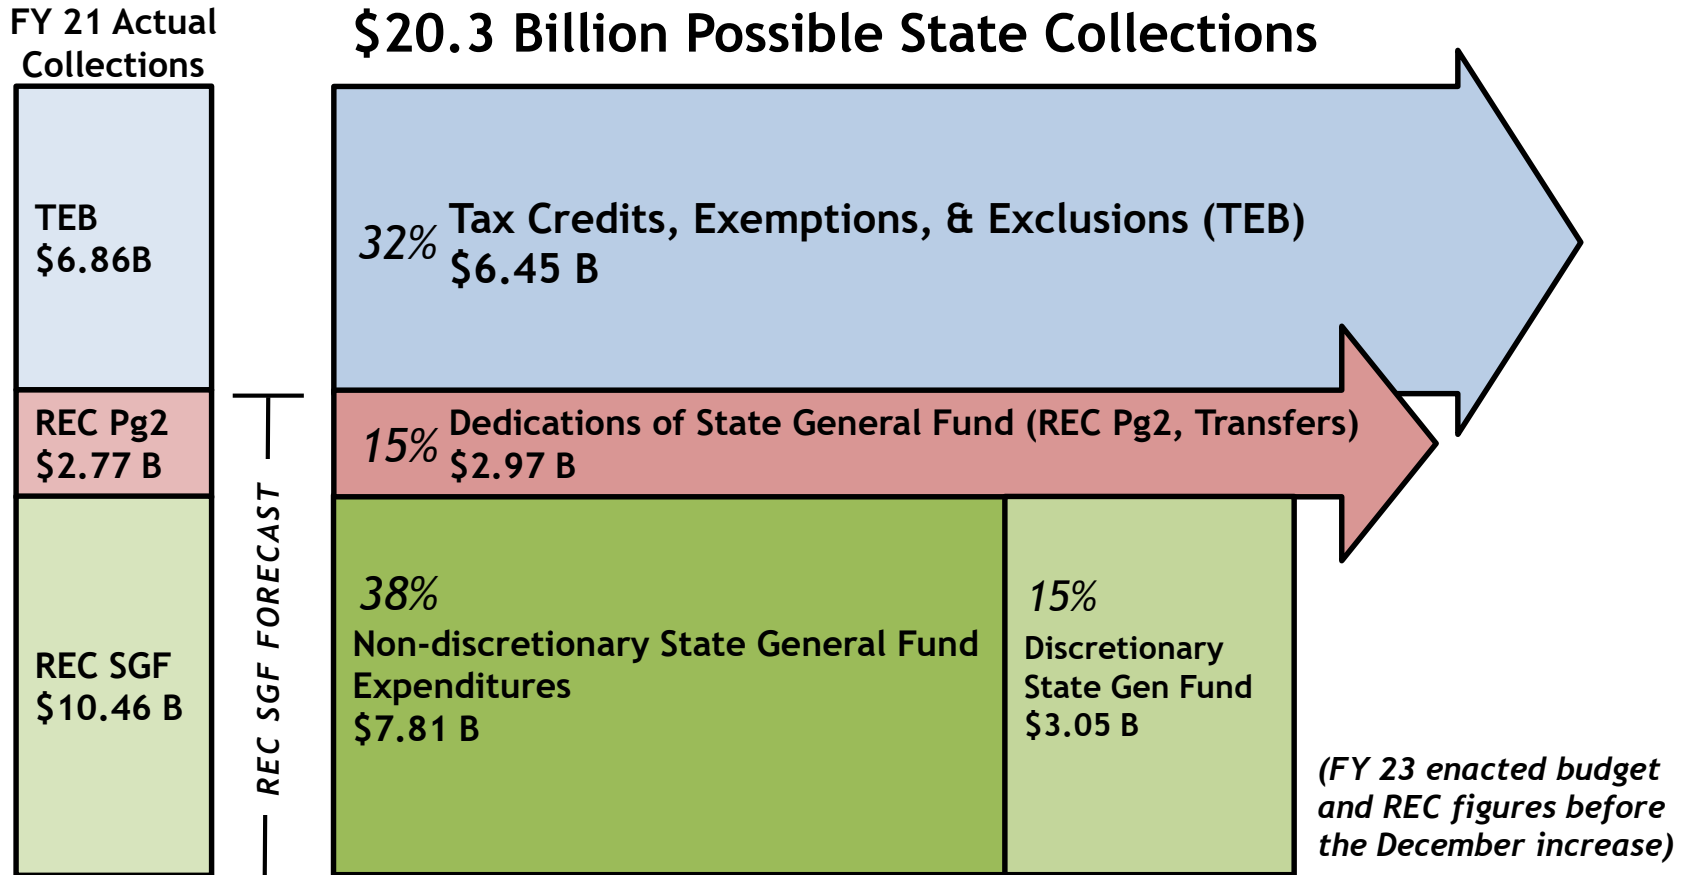 FY 21 Actual
Collections
$20.3 Billion Possible State Collections
TEB
$6.86B
32%
Tax Credits, Exemptions, & Exclusions (TEB)
$6.45 B
REC Pg2
$2.77 B
15%
Dedications of State General Fund (REC Pg2, Transfers)
$2.97 B
REC SGF
$10.46 B
REC SGF FORECAST
38%
Non-discretionary State General Fund
Expenditures
$7.81 B
15%
Discretionary
State Gen Fund
$3.05 B
(FY 23 enacted budget
and REC figures before
the December increase)